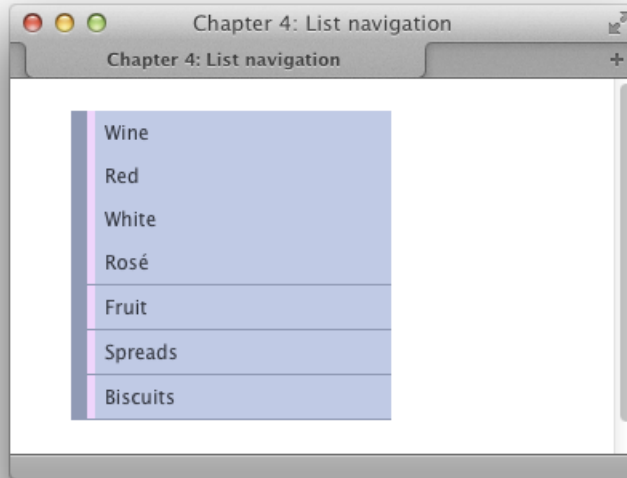 Chapter 4: List navigation
Chapter 4: List navigation
Wine
Red
White
Rosé
Fruit
Spreads
Biscuits